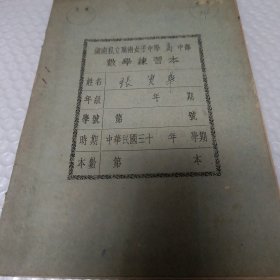 湖南私立周南女子中學 高 中部
數學練習本
姓名 張
年級 年 期
學號 第 號
時期 中華民國三十 年 學期
本數 第 本